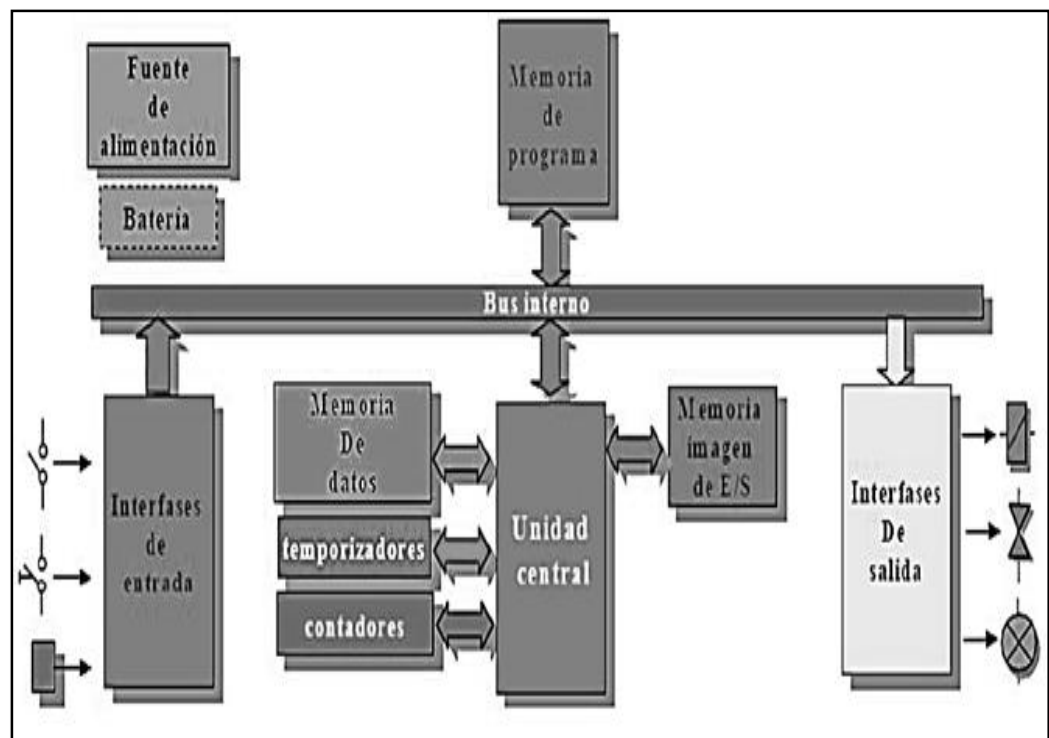 Fuente
de
alimentación
Batería
Memoria
de
programa
Bus interno
Interfases
de
entrada
Memoria
De
datos
temporizadores
contadores
Unidad
central
Memoria
imagen
de E/S
Interfases
De
salida